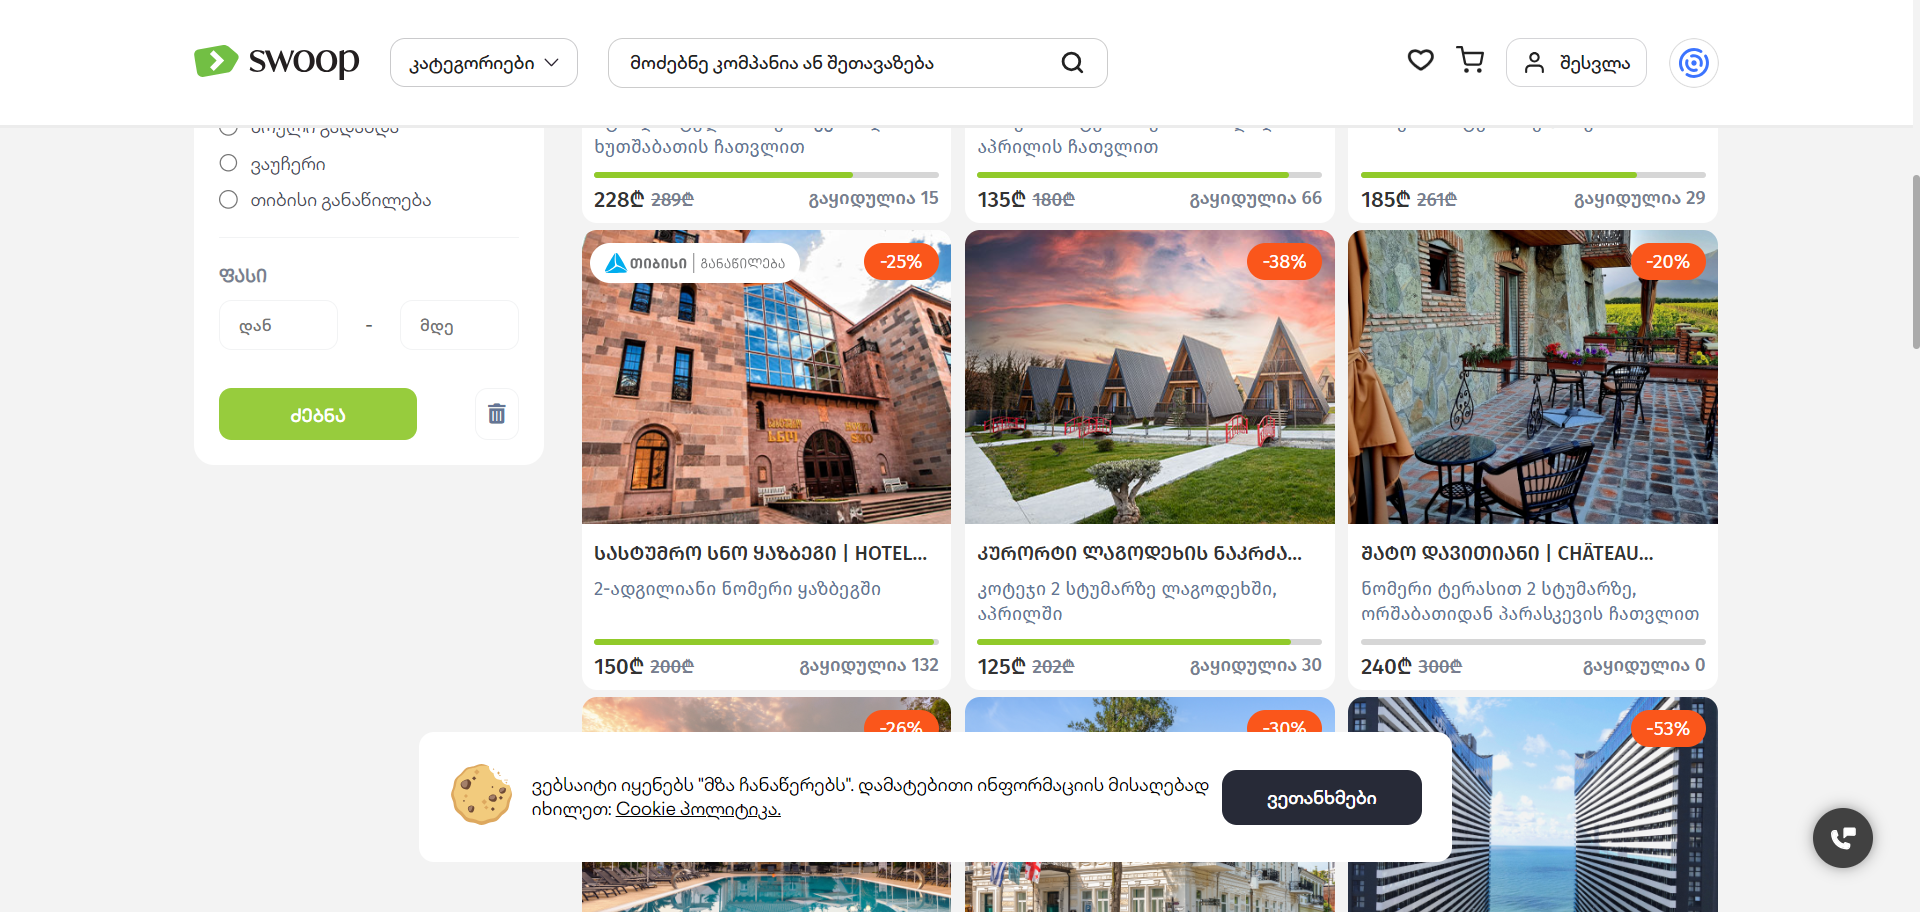 swoop
კატეგორიები
მოძებნე კომპანია ან შეთავაზება
შესვლა
ვაუჩერი
თიბისი განაწილება
ფასი
დან - მდე
ძებნა
ხუთშაბათის ჩათვლით
228₾ 289₾ გაყიდულია 15
აპრილის ჩათვლით
135₾ 180₾ გაყიდულია 66
185₾ 261₾ გაყიდულია 29
თიბისი | განაწილება
-25%
სასტუმრო სნო ყაზბეგი | HOTEL...
2-ადგილიანი ნომერი ყაზბეგში
150₾ 200₾ გაყიდულია 132
-38%
კურორტი ლაგოდეხის ნაკრძა...
კოტეჯი 2 სტუმარზე ლაგოდეხში,
აპრილში
125₾ 202₾ გაყიდულია 30
-20%
შატო დავითიანი | CHÂTEAU...
ნომერი ტერასით 2 სტუმარზე,
ორშაბათიდან პარასკევის ჩათვლით
240₾ 300₾ გაყიდულია 0
-26%
-30%
-53%
ვებსაიტი იყენებს "მზა ჩანაწერებს". დამატებითი ინფორმაციის მისაღებად
იხილეთ: Cookie პოლიტიკა.
ვეთანხმები